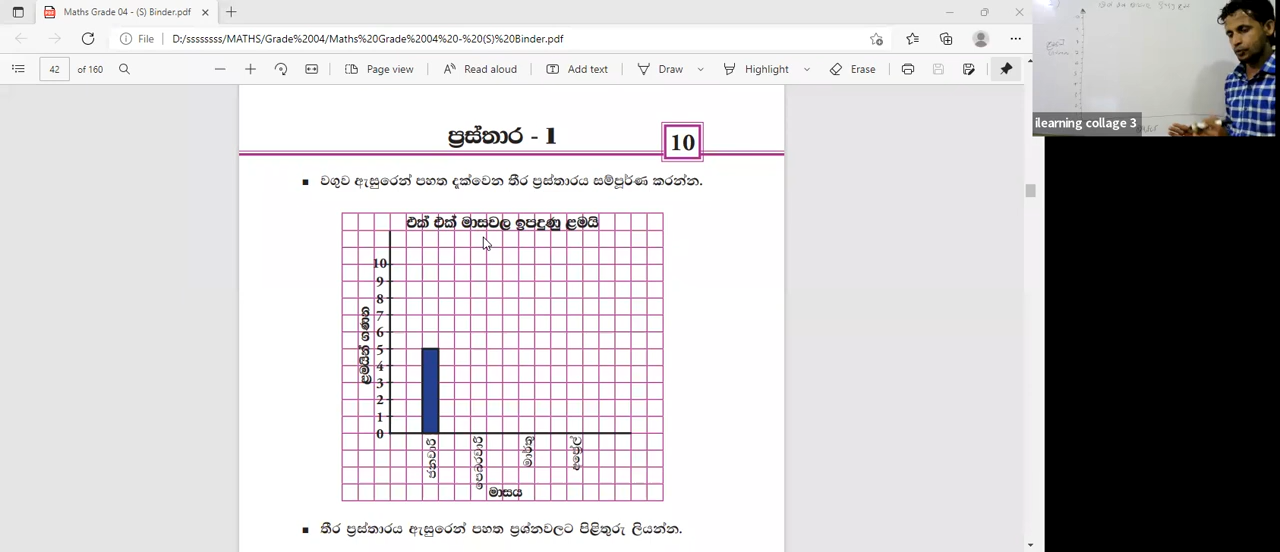 Maths Grade 04 - (S) Binder.pdf
File D:/ssssssss/MATHS/Grade%2004/Maths%20Grade%2004%20-%20(S)%20Binder.pdf
42 of 160 Page view Read aloud Add text Draw Highlight Erase
ilearning collage 3
ප්‍රස්තාර - 1
10
වගුව ඇසුරෙන් පහත දැක්වෙන තීර ප්‍රස්තාරය සම්පූර්ණ කරන්න.
එක් එක් මාසවල ඉපදුණු ළමයි
ළමයින් ගණන
10
9
8
7
6
5
4
3
2
1
0
ජනවාරි
පෙබරවාරි
මාර්තු
අප්‍රේල්
මාසය
තීර ප්‍රස්තාරය ඇසුරෙන් පහත ප්‍රශ්නවලට පිළිතුරු ලියන්න.